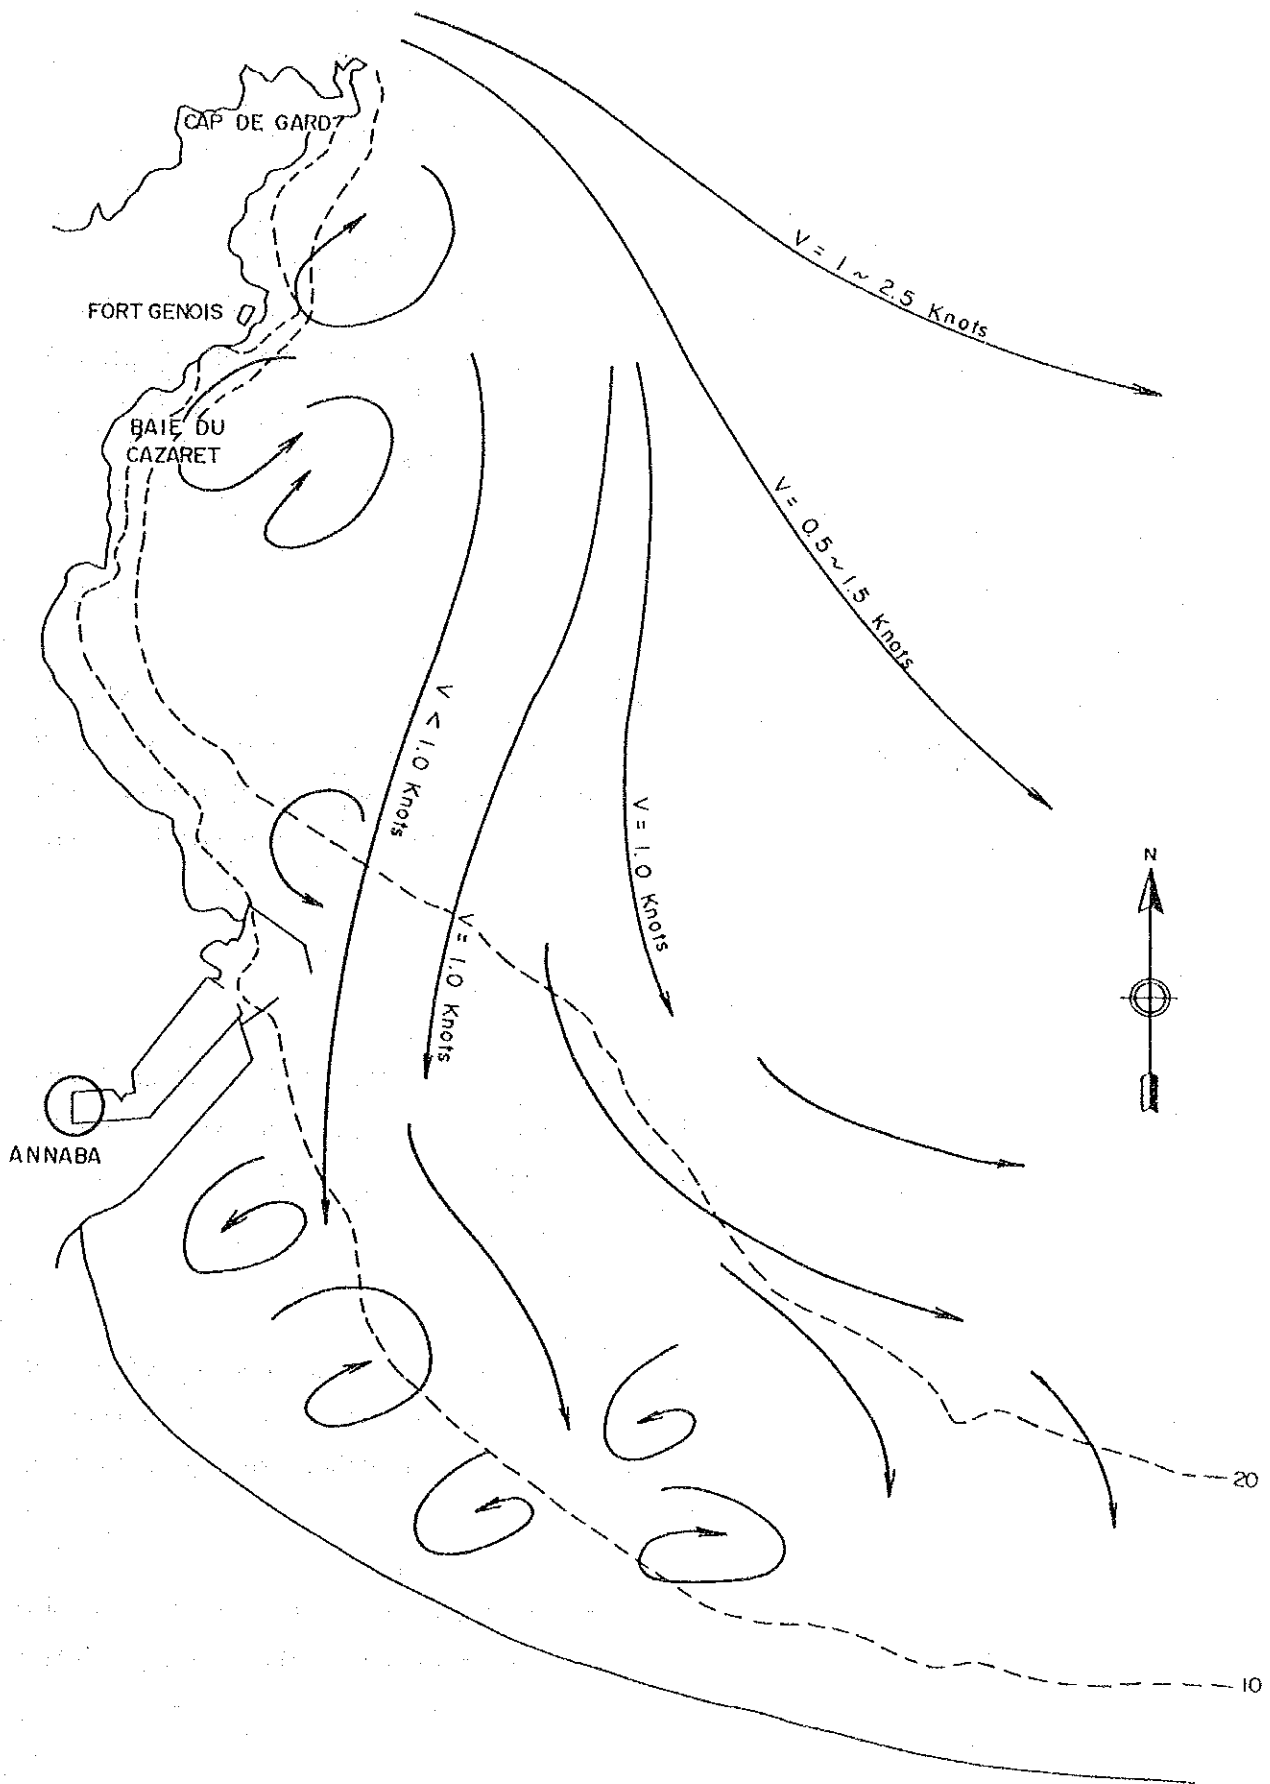 CAP DE GARDE
V = 1 ~ 2.5 Knots
FORT GENOIS
BAIE DU
CAZARET
V = 0.5 ~ 1.5 Knots
V < 1.0 Knots
V = 1.0 Knots
N
V = 1.0 Knots
ANNABA
20
10